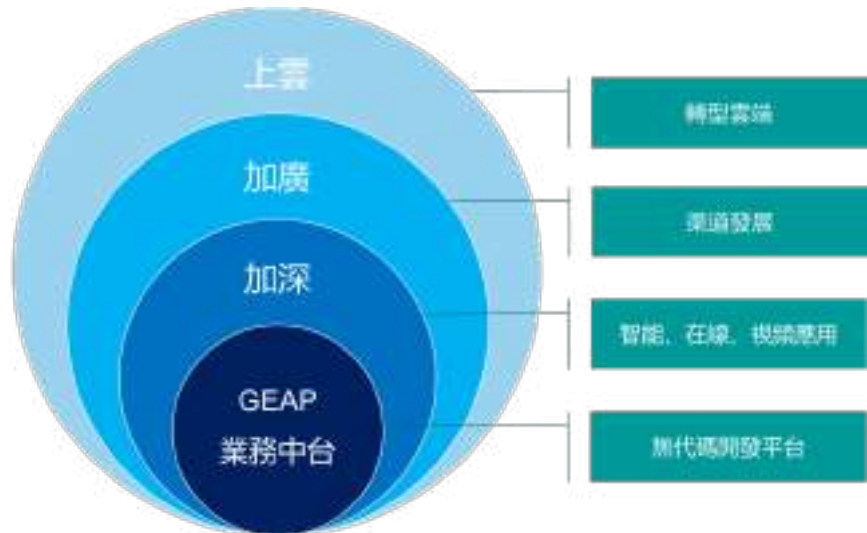 上雲
轉型雲端
加廣
渠道發展
加深
智能、在線、視頻應用
GEAP
業務中台
無代碼開發平台